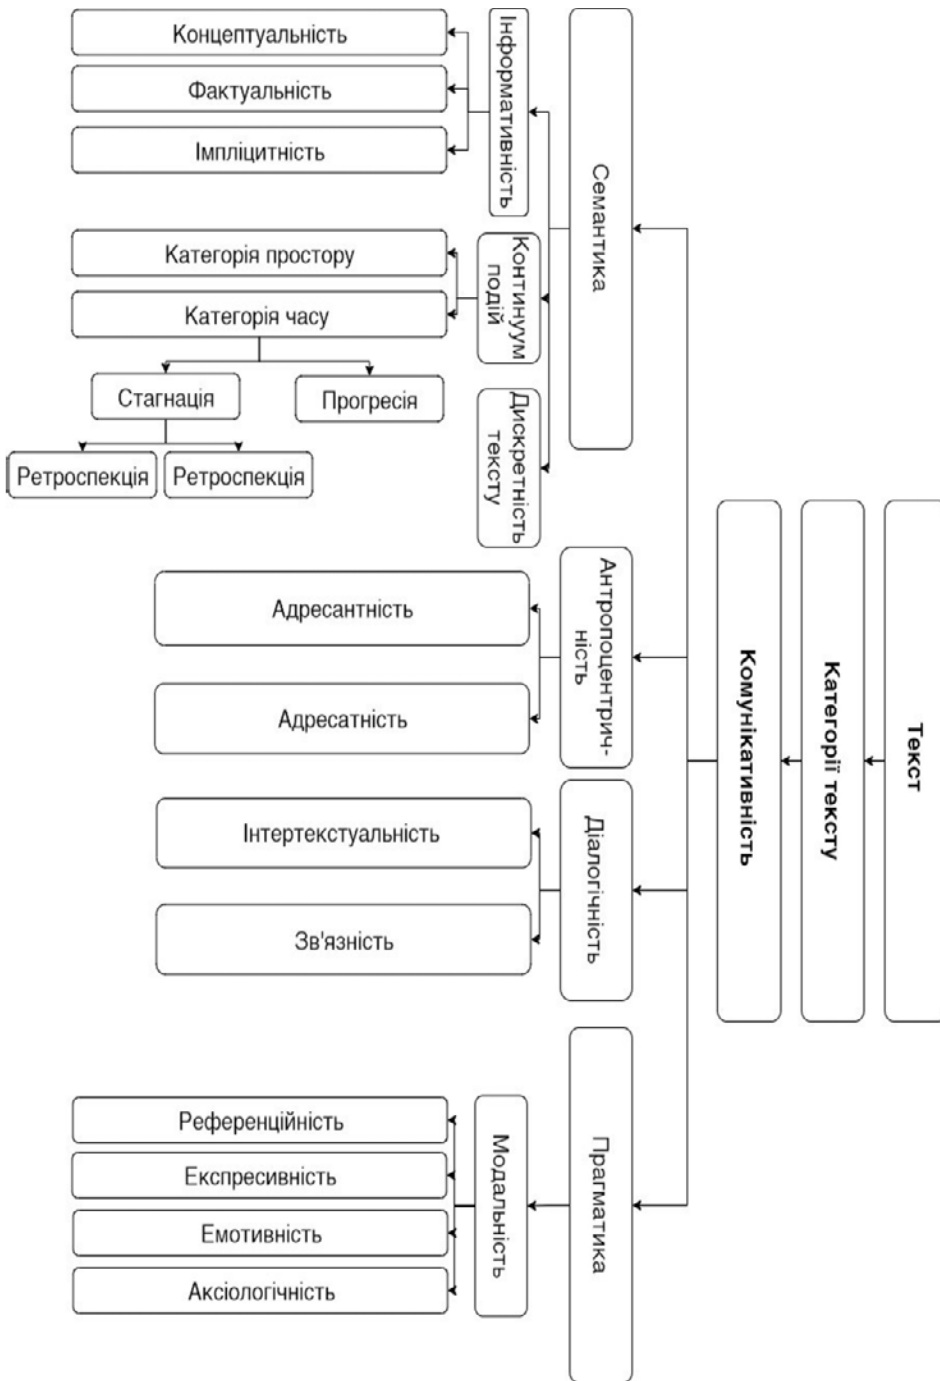 Текст
Категорії тексту
Комунікативність
Семантика
Інформативність
Концептуальність
Фактуальність
Імпліцитність
Континуум
подій
Категорія простору
Категорія часу
Стагнація
Прогресія
Ретроспекція
Ретроспекція
Дискретність
тексту
Антропоцентрич-
ність
Адресантність
Адресатність
Діалогічність
Інтертекстуальність
Зв'язність
Прагматика
Модальність
Референційність
Експресивність
Емотивність
Аксіологічність